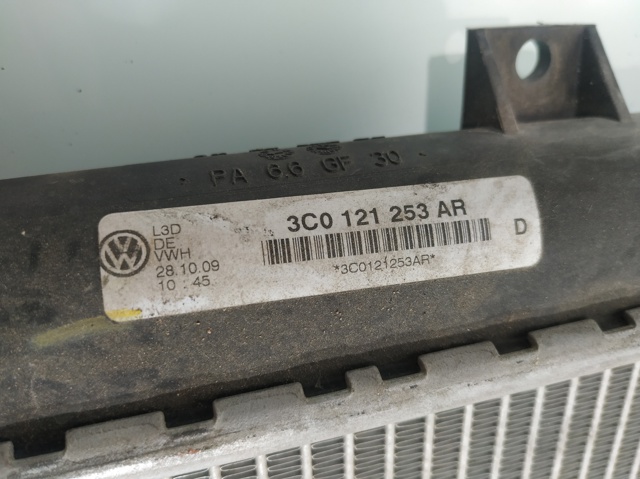 · PA 6.6 GF 30 ·
L3D
DE
VWH
28.10.09
10 : 45
3C0 121 253 AR
*3C0121253AR*
D